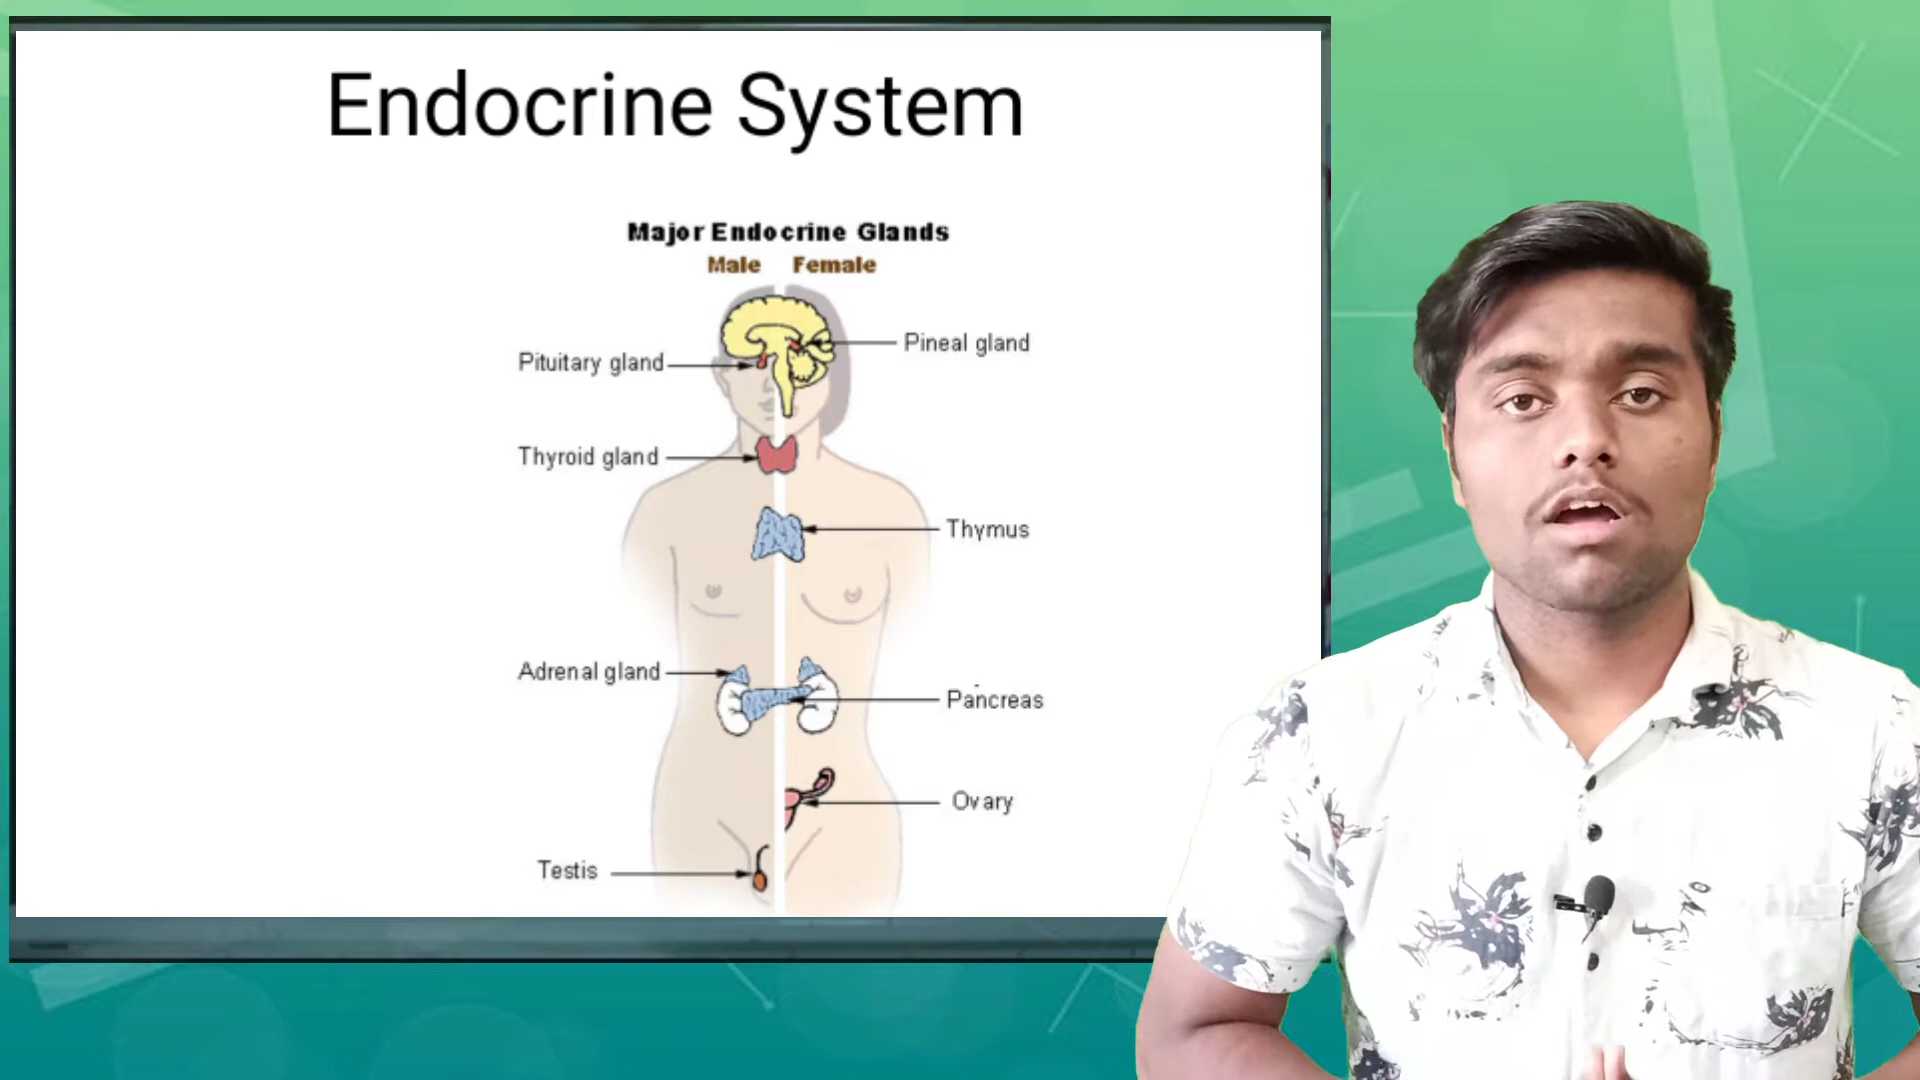 Endocrine System
Major Endocrine Glands
Male Female
Pineal gland
Pituitary gland
Thyroid gland
Thymus
Adrenal gland
Pancreas
Ovary
Testis